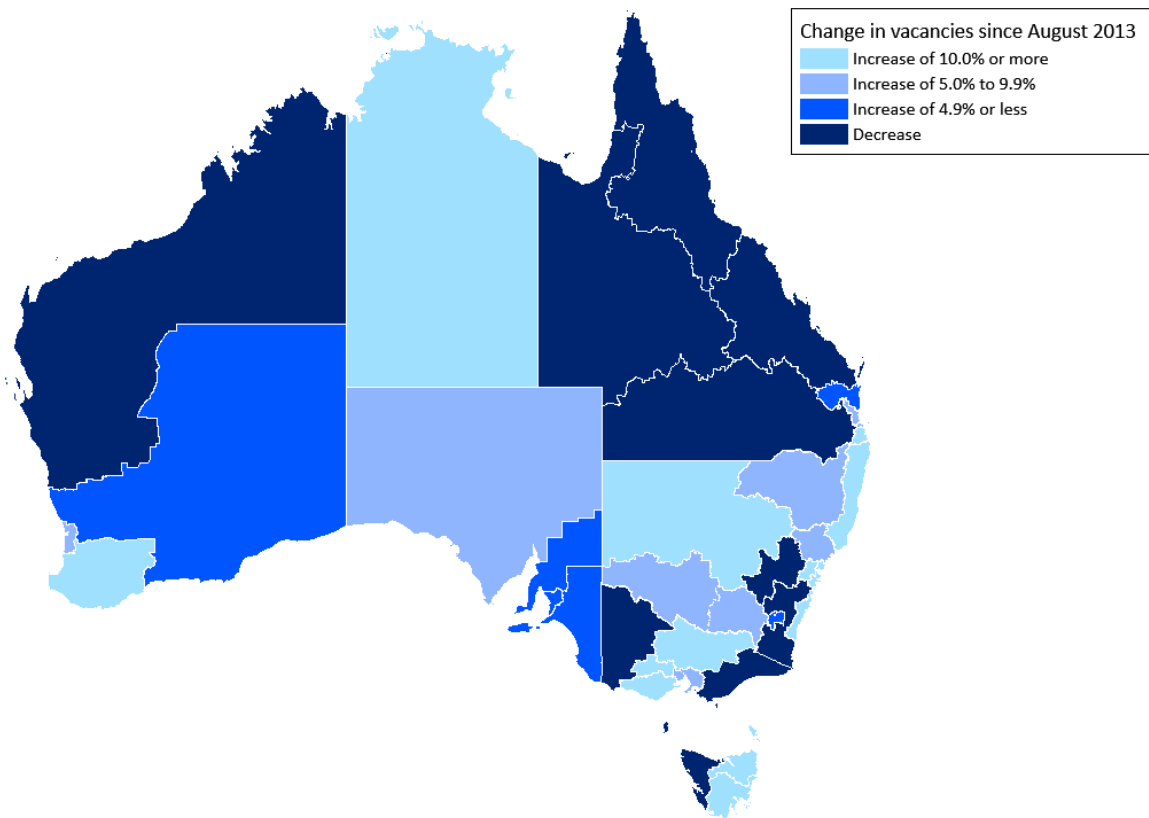 Change in vacancies since August 2013
Increase of 10.0% or more
Increase of 5.0% to 9.9%
Increase of 4.9% or less
Decrease